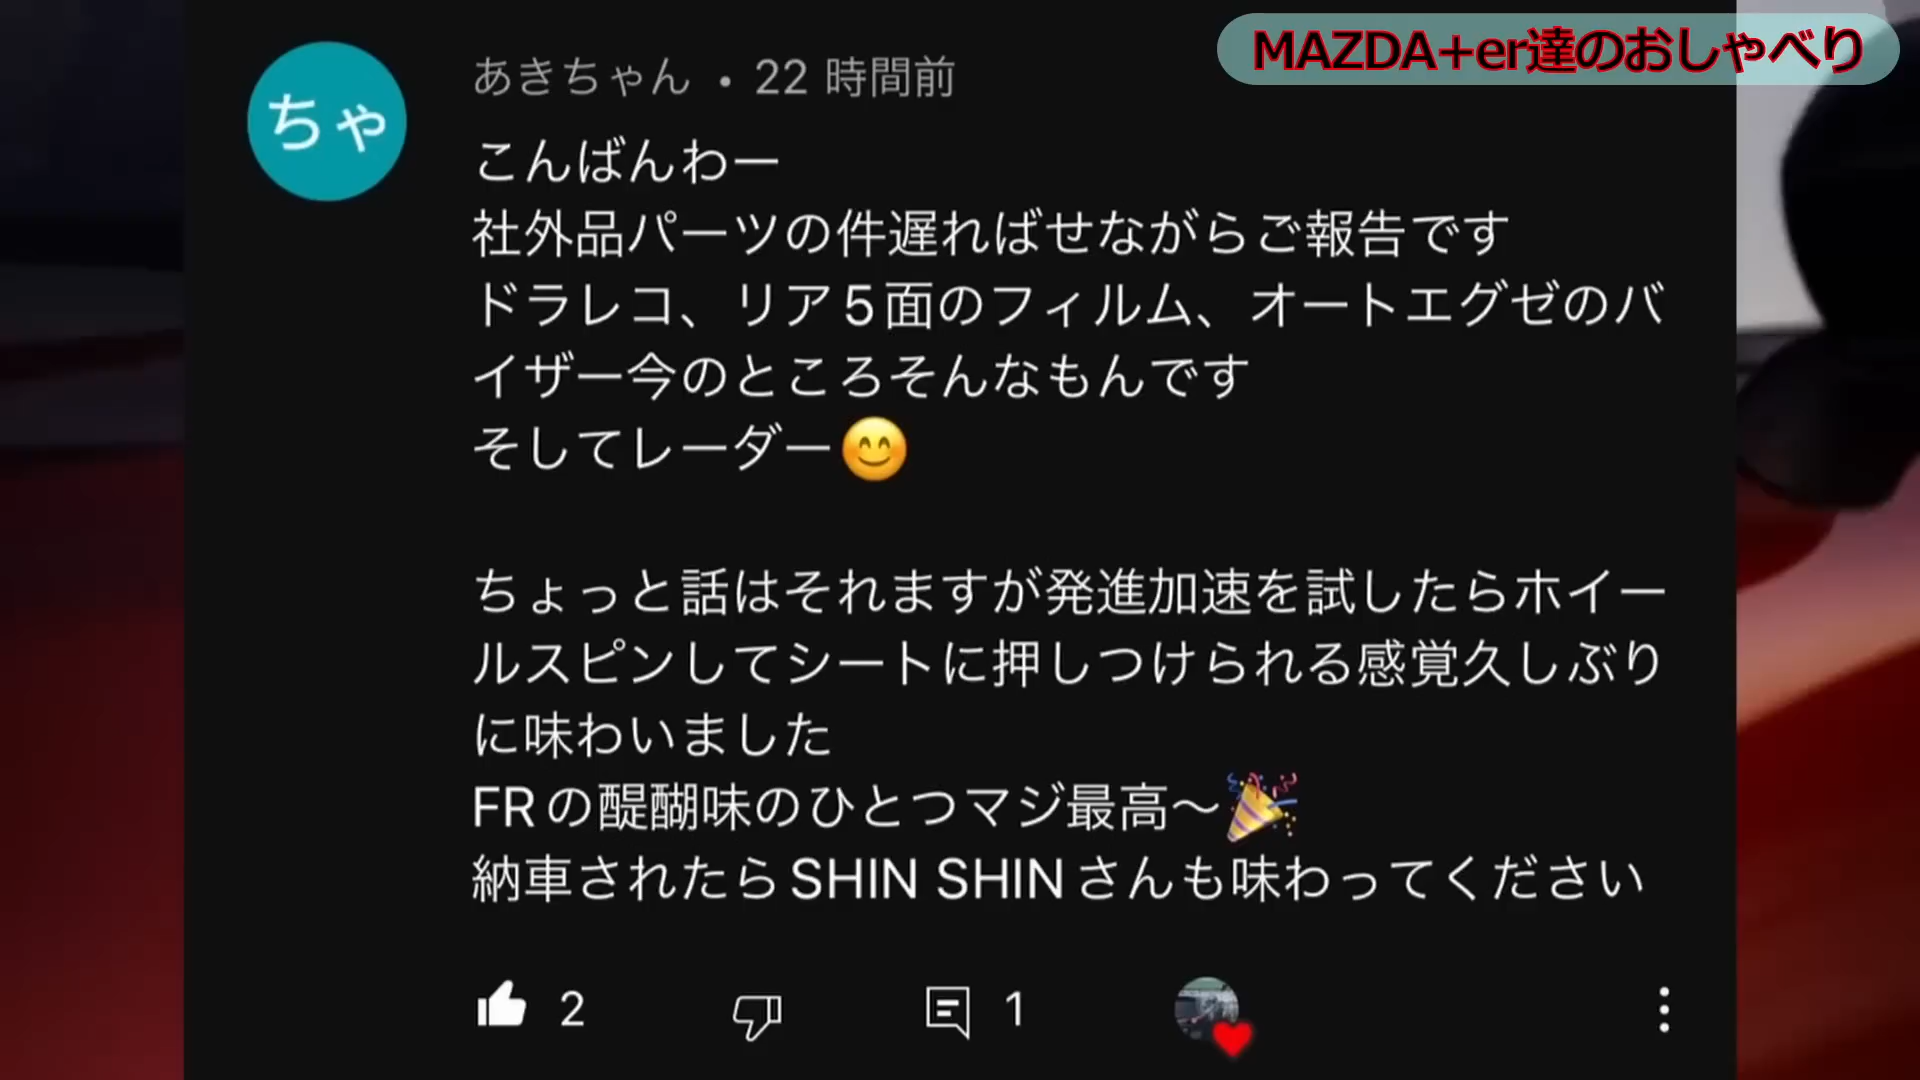 MAZDA+er達のおしゃべり
ちゃ
あきちゃん • 22 時間前
こんばんわー
社外品パーツの件遅ればせながらご報告です
ドラレコ、リア5面のフィルム、オートエグゼのバ
イザー今のところそんなもんです
そしてレーダー😊
ちょっと話はそれますが発進加速を試したらホイー
ルスピンしてシートに押しつけられる感覚久しぶり
に味わいました
FRの醍醐味のひとつマジ最高〜🎉
納車されたらSHIN SHINさんも味わってください
2
1